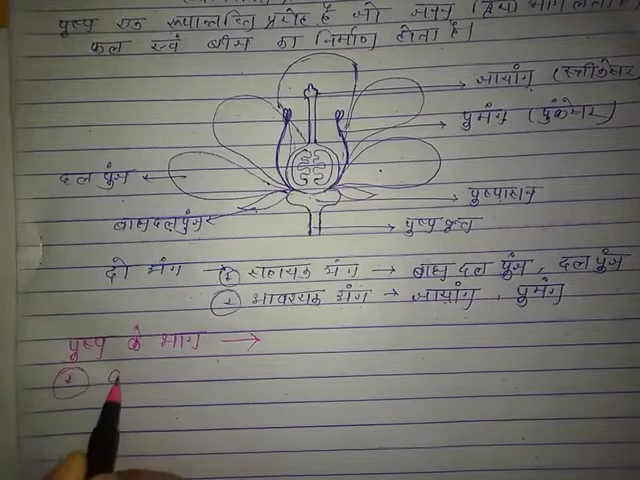 पुष्प एक रूपान्तरित प्ररोह है जो जनन क्रिया भाग लेता
फल एवं बीज का निर्माण होता है।
जायांग (स्त्रीकेसर
पुमंग (पुंकेसर)
दल पुंज
पुष्पासन
बाह्यदलपुंज
पुष्प वृन्त
दो अंग → ① सहायक अंग → बाह्य दल पुंज, दल पुंज
② आवश्यक अंग → जायांग, पुमंग
पुष्प के भाग →
①